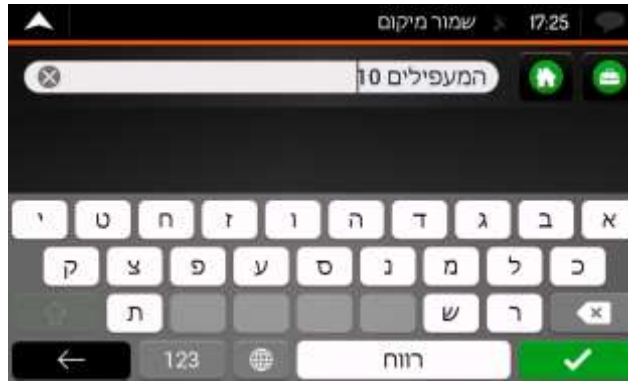 שמור מיקום 17:25
המעפילים 10
א ב ג ד ה ו ז ח ט י
כ ל מ נ ס ע פ צ ק
ר ש ת
רווח 123